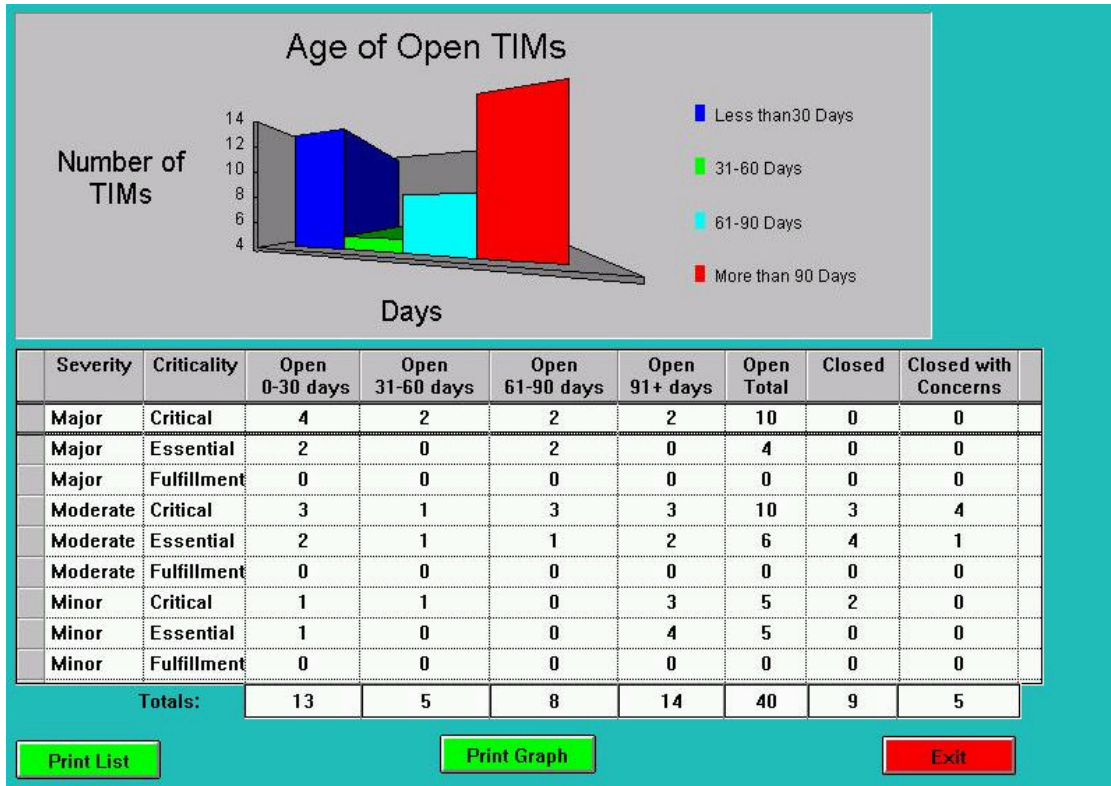 Age of Open TIMs
Number of
TIMs
14
12
10
8
6
4
Days
Less than30 Days
31-60 Days
61-90 Days
More than 90 Days
Severity Criticality Open 0-30 days Open 31-60 days Open 61-90 days Open 91+ days Open Total Closed Closed with Concerns
Major Critical 4 2 2 2 10 0 0
Major Essential 2 0 2 0 4 0 0
Major Fulfillment 0 0 0 0 0 0 0
Moderate Critical 3 1 3 3 10 3 4
Moderate Essential 2 1 1 2 6 4 1
Moderate Fulfillment 0 0 0 0 0 0 0
Minor Critical 1 1 0 3 5 2 0
Minor Essential 1 0 0 4 5 0 0
Minor Fulfillment 0 0 0 0 0 0 0
Totals: 13 5 8 14 40 9 5
Print List Print Graph Exit